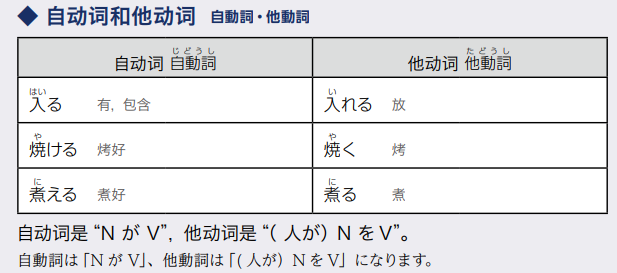 ◆ 自动词和他动词 自動詞・他動詞
自动词 自動詞 じどうし 他动词 他動詞 たどうし
入る はい 有，包含 入れる い 放
焼ける や 烤好 焼く や 烤
煮える に 煮好 煮る に 煮
自动词是“N が V”，他动词是“（ 人が）N を V”。
自動詞は「N が V」、他動詞は「（ 人が）N を V」になります。